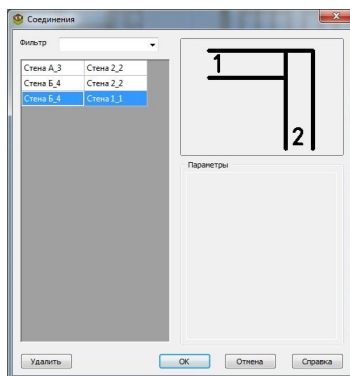 Соединения
Фильтр
Стена А_3 Стена 2_2
Стена Б_4 Стена 2_2
Стена Б_4 Стена 1_1
1
2
Параметры
Удалить ОК Отмена Справка